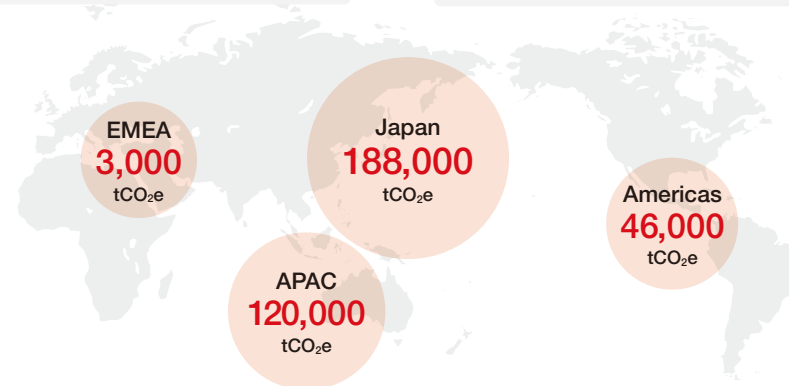 EMEA
3,000
tCO₂e
Japan
188,000
tCO₂e
Americas
46,000
tCO₂e
APAC
120,000
tCO₂e